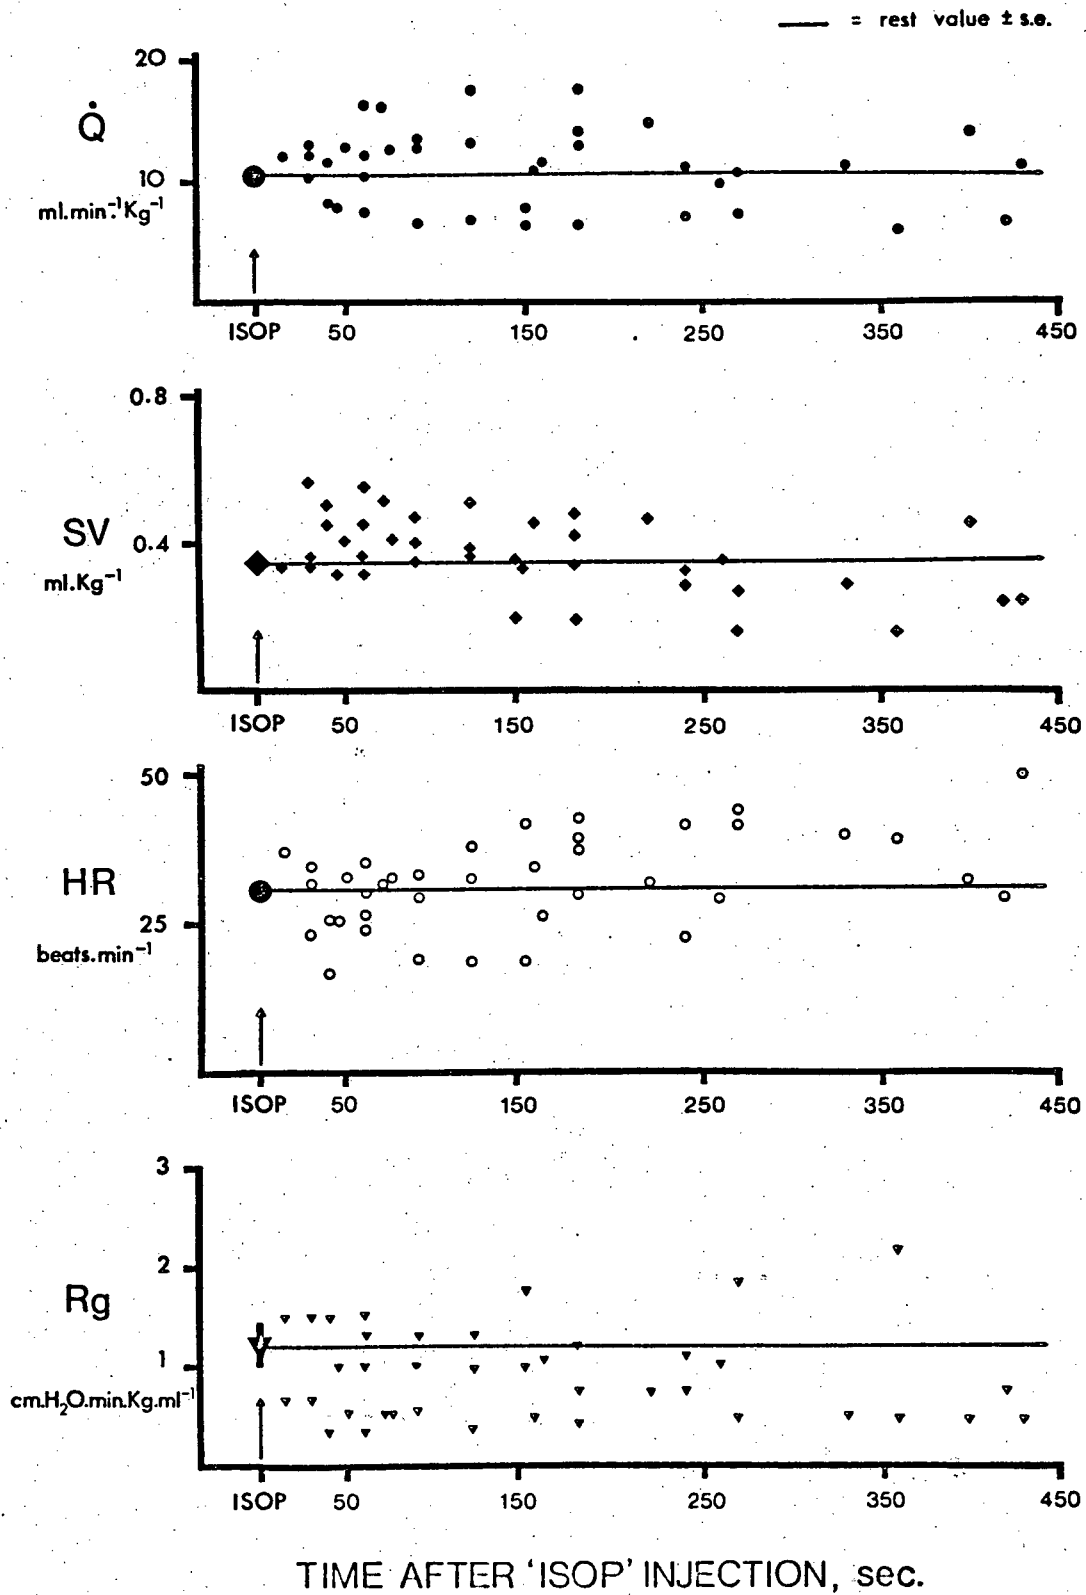 = rest value ± s.e.
20
Q̇
10
ml.min.⁻¹Kg⁻¹
ISOP 50 150 250 350 450
0.8
SV
0.4
ml.Kg⁻¹
ISOP 50 150 250 350 450
50
HR
25
beats.min⁻¹
ISOP 50 150 250 350 450
3
2
Rg
1
cm.H₂O.min.Kg.ml⁻¹
ISOP 50 150 250 350 450
TIME AFTER 'ISOP' INJECTION, sec.